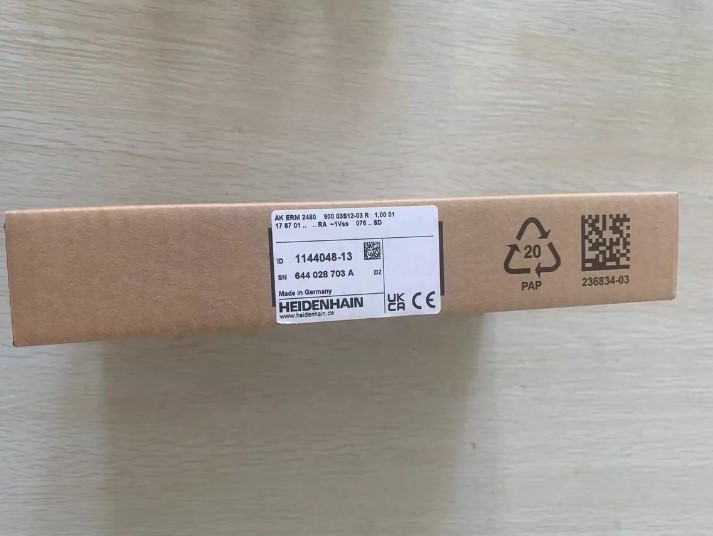 AK ERM 2480 900 03S12-03 R 1,00 01
17 67 01 .. .. RA ~1Vss 076 .. SD
ID 1144048-13
SN 644 028 703 A D2
Made in Germany
HEIDENHAIN
www.heidenhain.de
UK
CA CE
20
PAP
236834-03